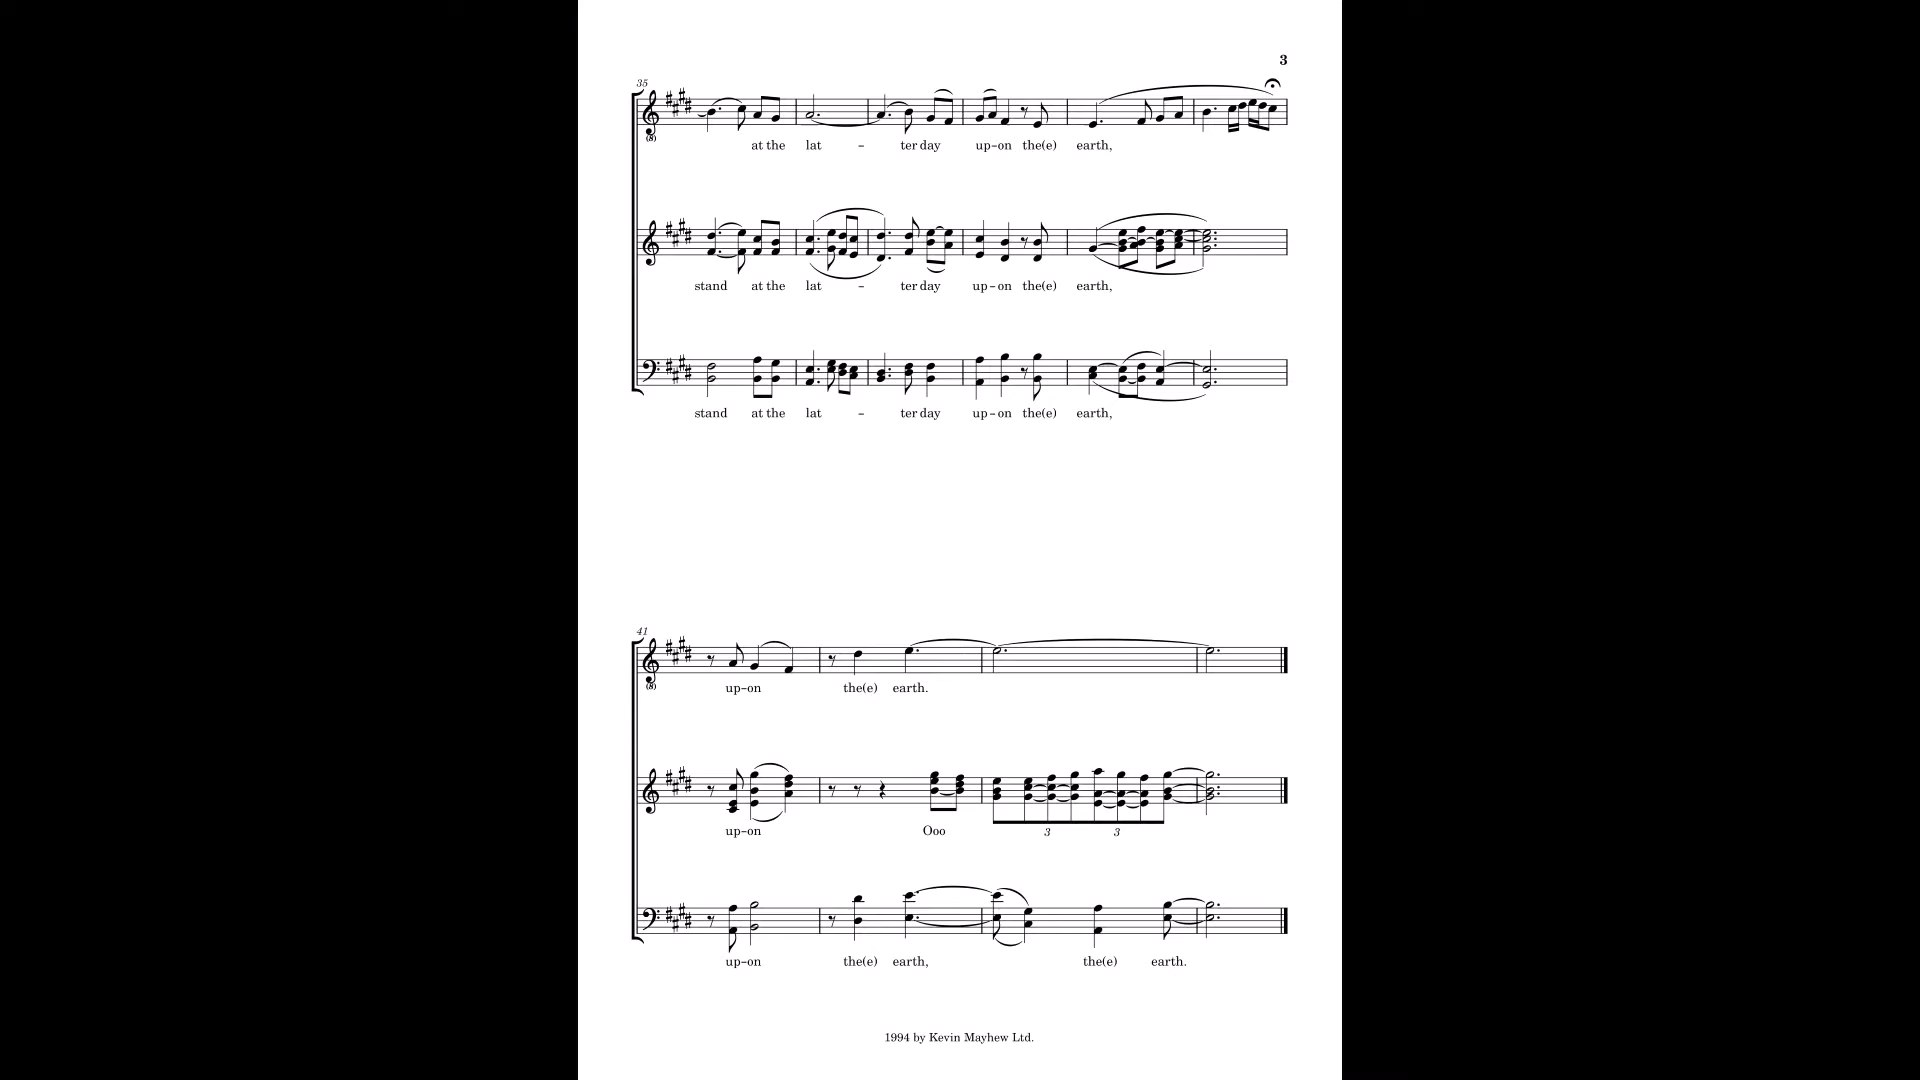 3
35
(8)
at the lat – ter day up–on the(e) earth,
stand at the lat – ter day up–on the(e) earth,
stand at the lat – ter day up–on the(e) earth,
41
(8)
up–on the(e) earth.
up–on Ooo
3 3
up–on the(e) earth, the(e) earth.
1994 by Kevin Mayhew Ltd.